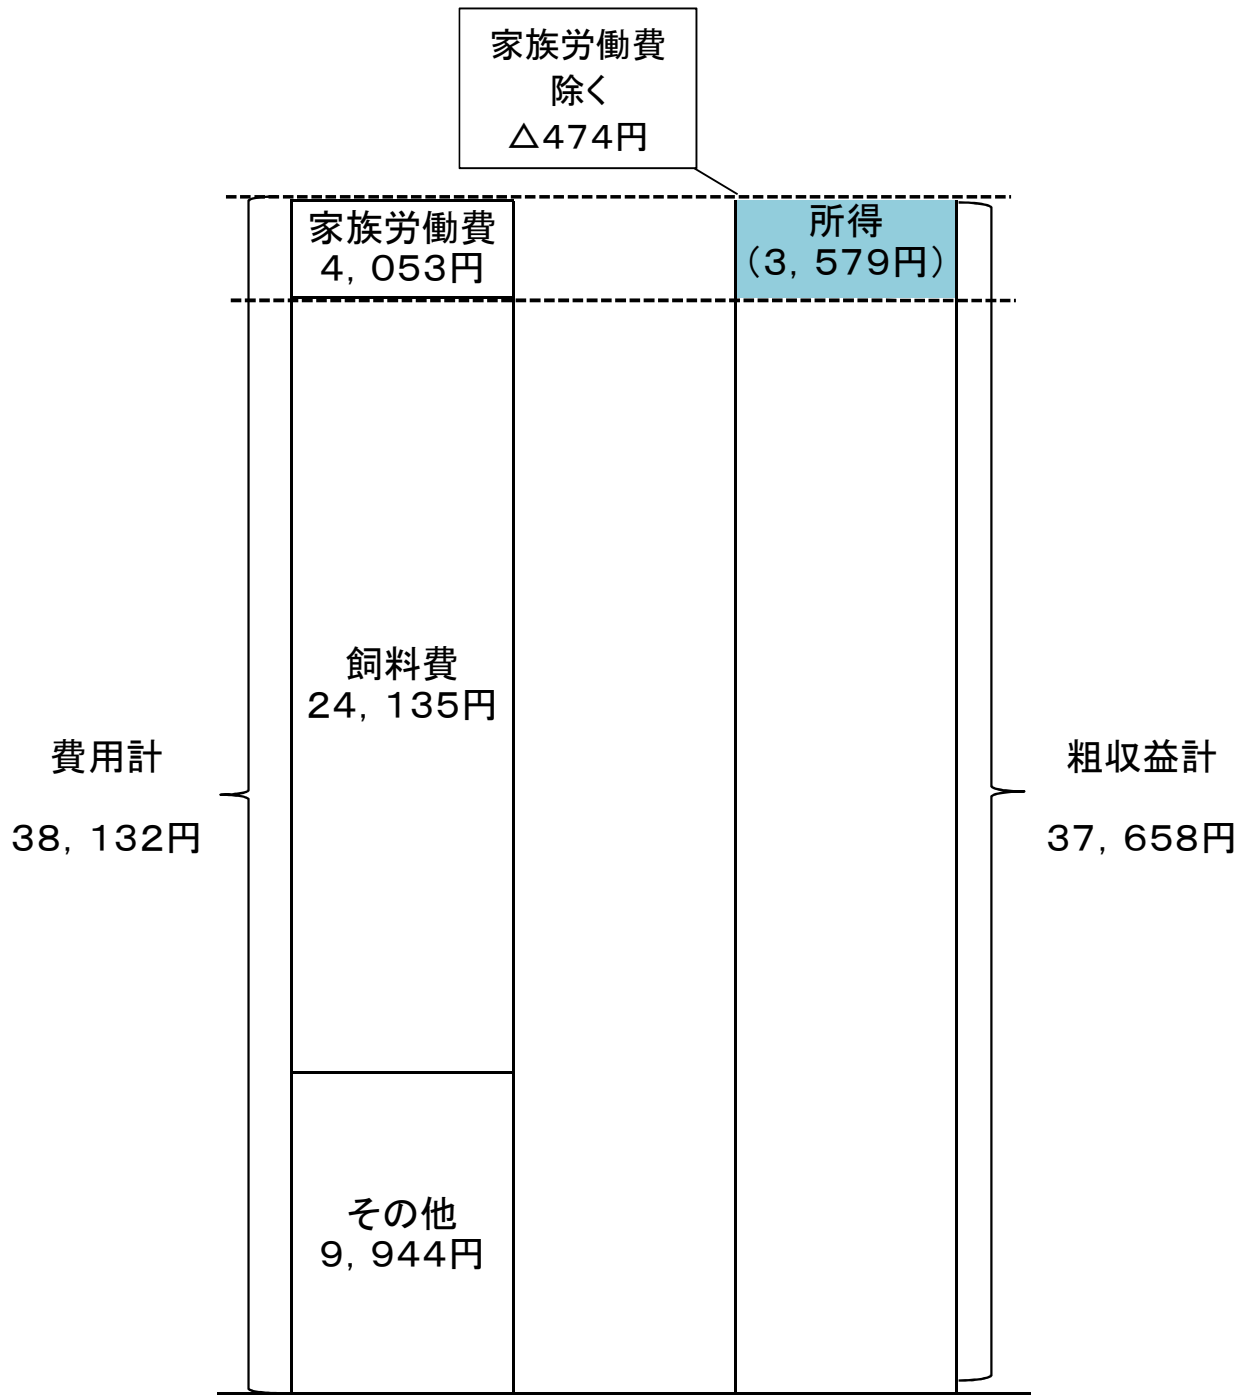 家族労働費
除く
△474円
家族労働費
4,053円
所得
(3,579円)
飼料費
24,135円
費用計
38,132円
粗収益計
37,658円
その他
9,944円